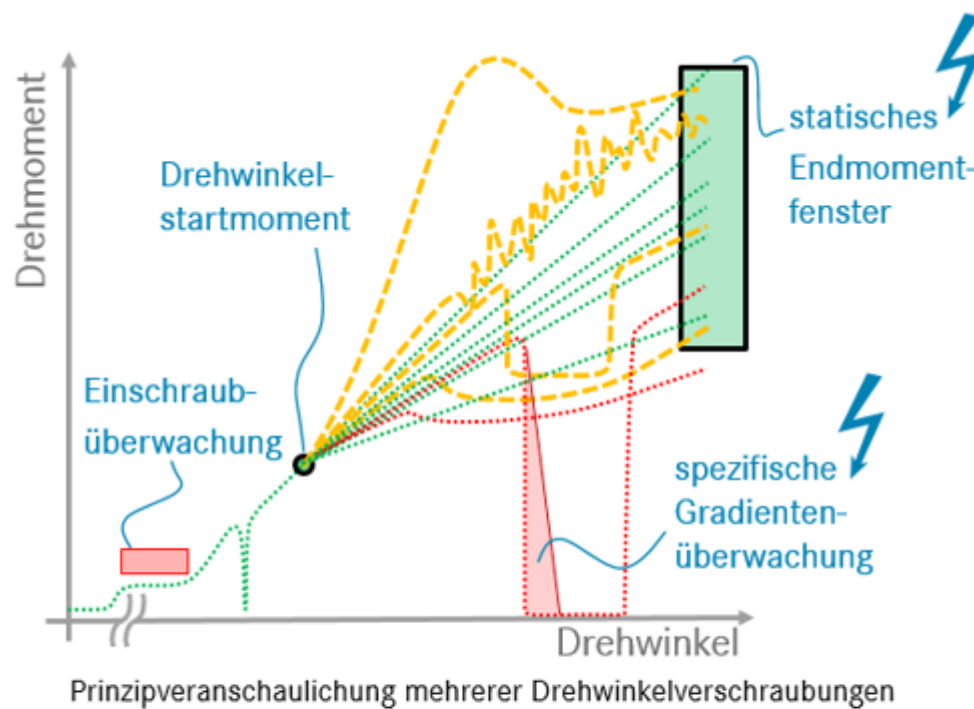 Drehmoment
statisches
Endmoment-
fenster
Drehwinkel-
startmoment
Einschraub-
überwachung
spezifische
Gradienten-
überwachung
Drehwinkel
Prinzipveranschaulichung mehrerer Drehwinkelverschraubungen